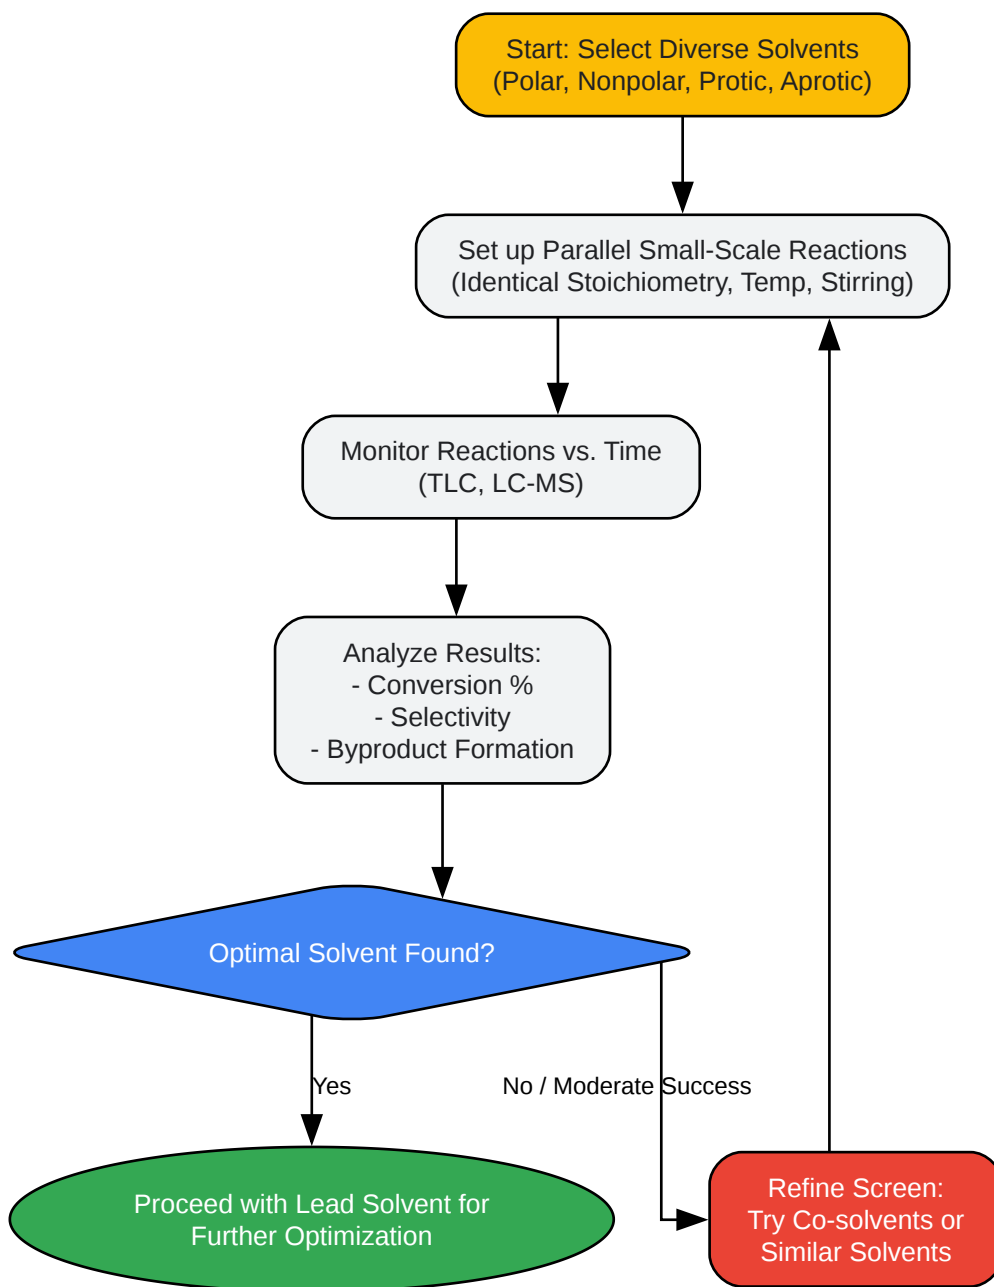 Start: Select Diverse Solvents
(Polar, Nonpolar, Protic, Aprotic)
Set up Parallel Small-Scale Reactions
(Identical Stoichiometry, Temp, Stirring)
Monitor Reactions vs. Time
(TLC, LC-MS)
Analyze Results:
- Conversion %
- Selectivity
- Byproduct Formation
Optimal Solvent Found?
Yes
No / Moderate Success
Proceed with Lead Solvent for
Further Optimization
Refine Screen:
Try Co-solvents or
Similar Solvents